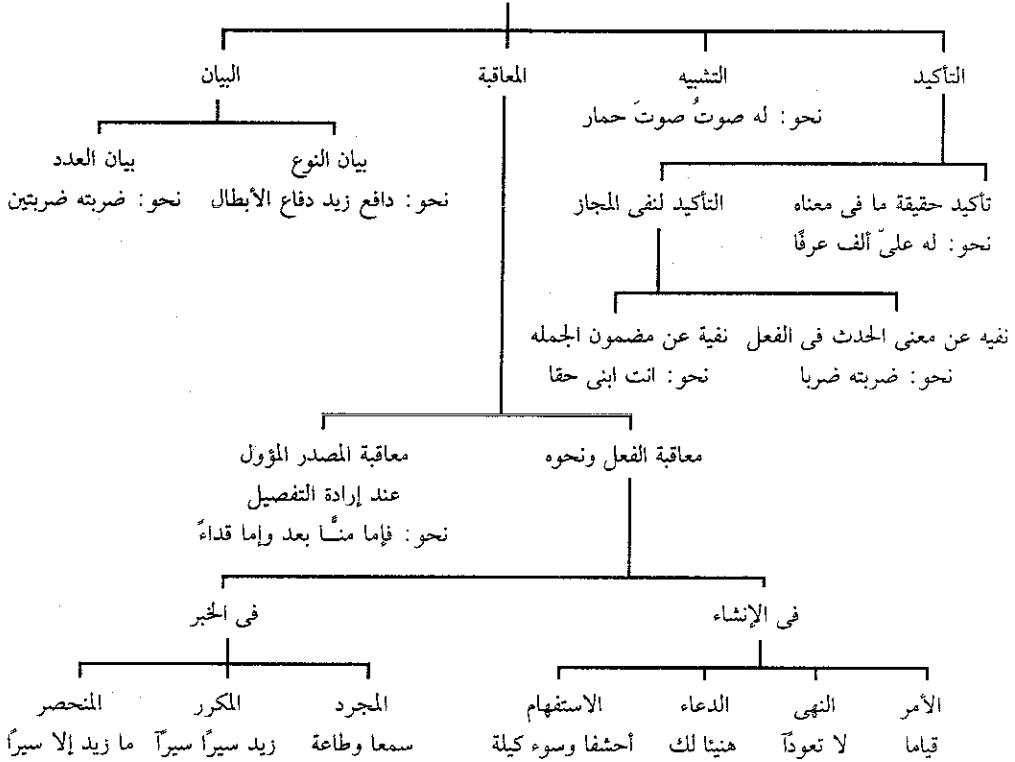 التأكيد
التشبيه
المعاقبة
البيان
نحو: له صوتُ صوتَ حمار
بيان النوع
بيان العدد
نحو: دافع زيد دفاع الأبطال
نحو: ضربته ضربتين
تأكيد حقيقة ما فى معناه
التأكيد لنفى المجاز
نحو: له علىّ ألف عرفًا
نفيه عن معنى الحدث فى الفعل
نفية عن مضمون الجمله
نحو: ضربته ضربا
نحو: انت ابنى حقا
معاقبة الفعل ونحوه
معاقبة المصدر المؤول
عند إرادة التفصيل
نحو: فإما منًّا بعد وإما قداءً
فى الإنشاء
فى الخبر
الأمر
النهى
الدعاء
الاستفهام
المجرد
المكرر
المنحصر
قياما
لا تعودًا
هنيئا لك
أحشفا وسوء كيلة
سمعا وطاعة
زيد سيرًا سيرًا
ما زيد إلا سيرًا